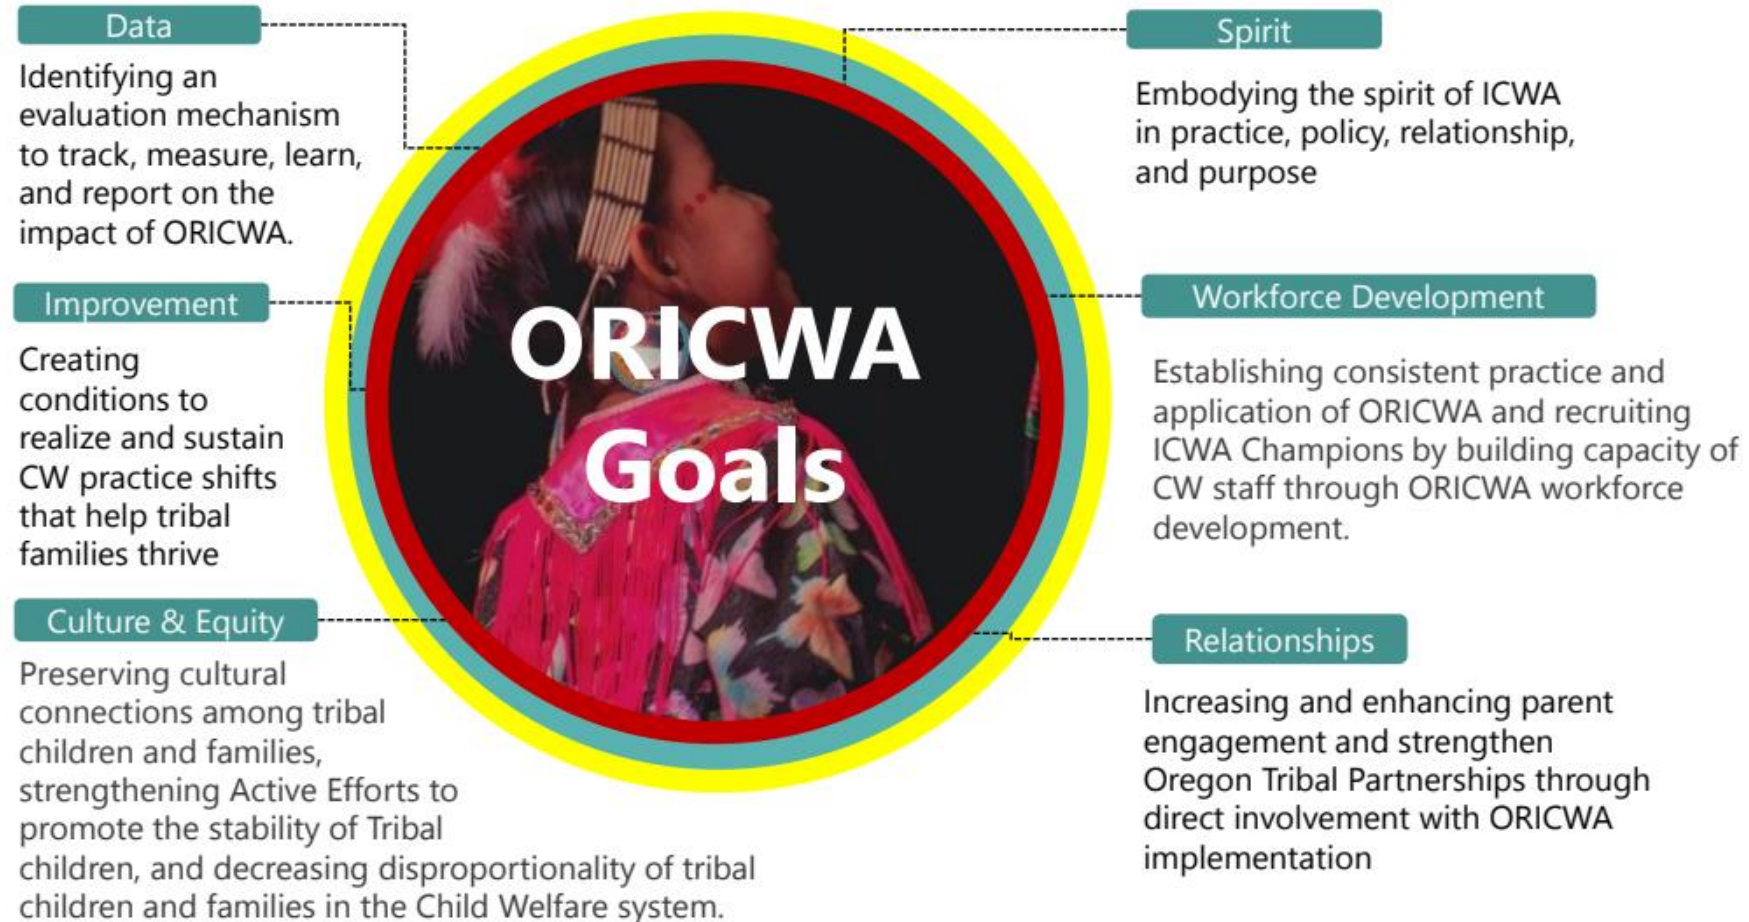 Data
Identifying an
evaluation mechanism
to track, measure, learn,
and report on the
impact of ORICWA.
Improvement
Creating
conditions to
realize and sustain
CW practice shifts
that help tribal
families thrive
Culture & Equity
Preserving cultural
connections among tribal
children and families,
strengthening Active Efforts to
promote the stability of Tribal
children, and decreasing disproportionality of tribal
children and families in the Child Welfare system.
ORICWA
Goals
Spirit
Embodying the spirit of ICWA
in practice, policy, relationship,
and purpose
Workforce Development
Establishing consistent practice and
application of ORICWA and recruiting
ICWA Champions by building capacity of
CW staff through ORICWA workforce
development.
Relationships
Increasing and enhancing parent
engagement and strengthen
Oregon Tribal Partnerships through
direct involvement with ORICWA
implementation